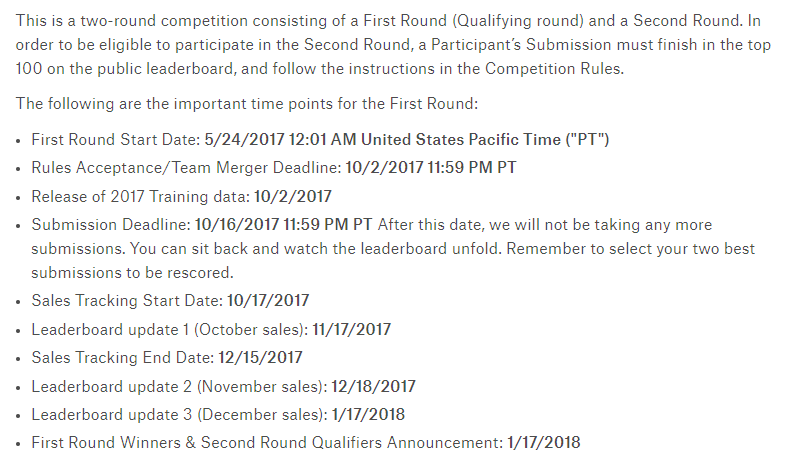 This is a two-round competition consisting of a First Round (Qualifying round) and a Second Round. In
order to be eligible to participate in the Second Round, a Participant's Submission must finish in the top
100 on the public leaderboard, and follow the instructions in the Competition Rules.
The following are the important time points for the First Round:
• First Round Start Date: 5/24/2017 12:01 AM United States Pacific Time ("PT")
• Rules Acceptance/Team Merger Deadline: 10/2/2017 11:59 PM PT
• Release of 2017 Training data: 10/2/2017
• Submission Deadline: 10/16/2017 11:59 PM PT After this date, we will not be taking any more
submissions. You can sit back and watch the leaderboard unfold. Remember to select your two best
submissions to be rescored.
• Sales Tracking Start Date: 10/17/2017
• Leaderboard update 1 (October sales): 11/17/2017
• Sales Tracking End Date: 12/15/2017
• Leaderboard update 2 (November sales): 12/18/2017
• Leaderboard update 3 (December sales): 1/17/2018
• First Round Winners & Second Round Qualifiers Announcement: 1/17/2018